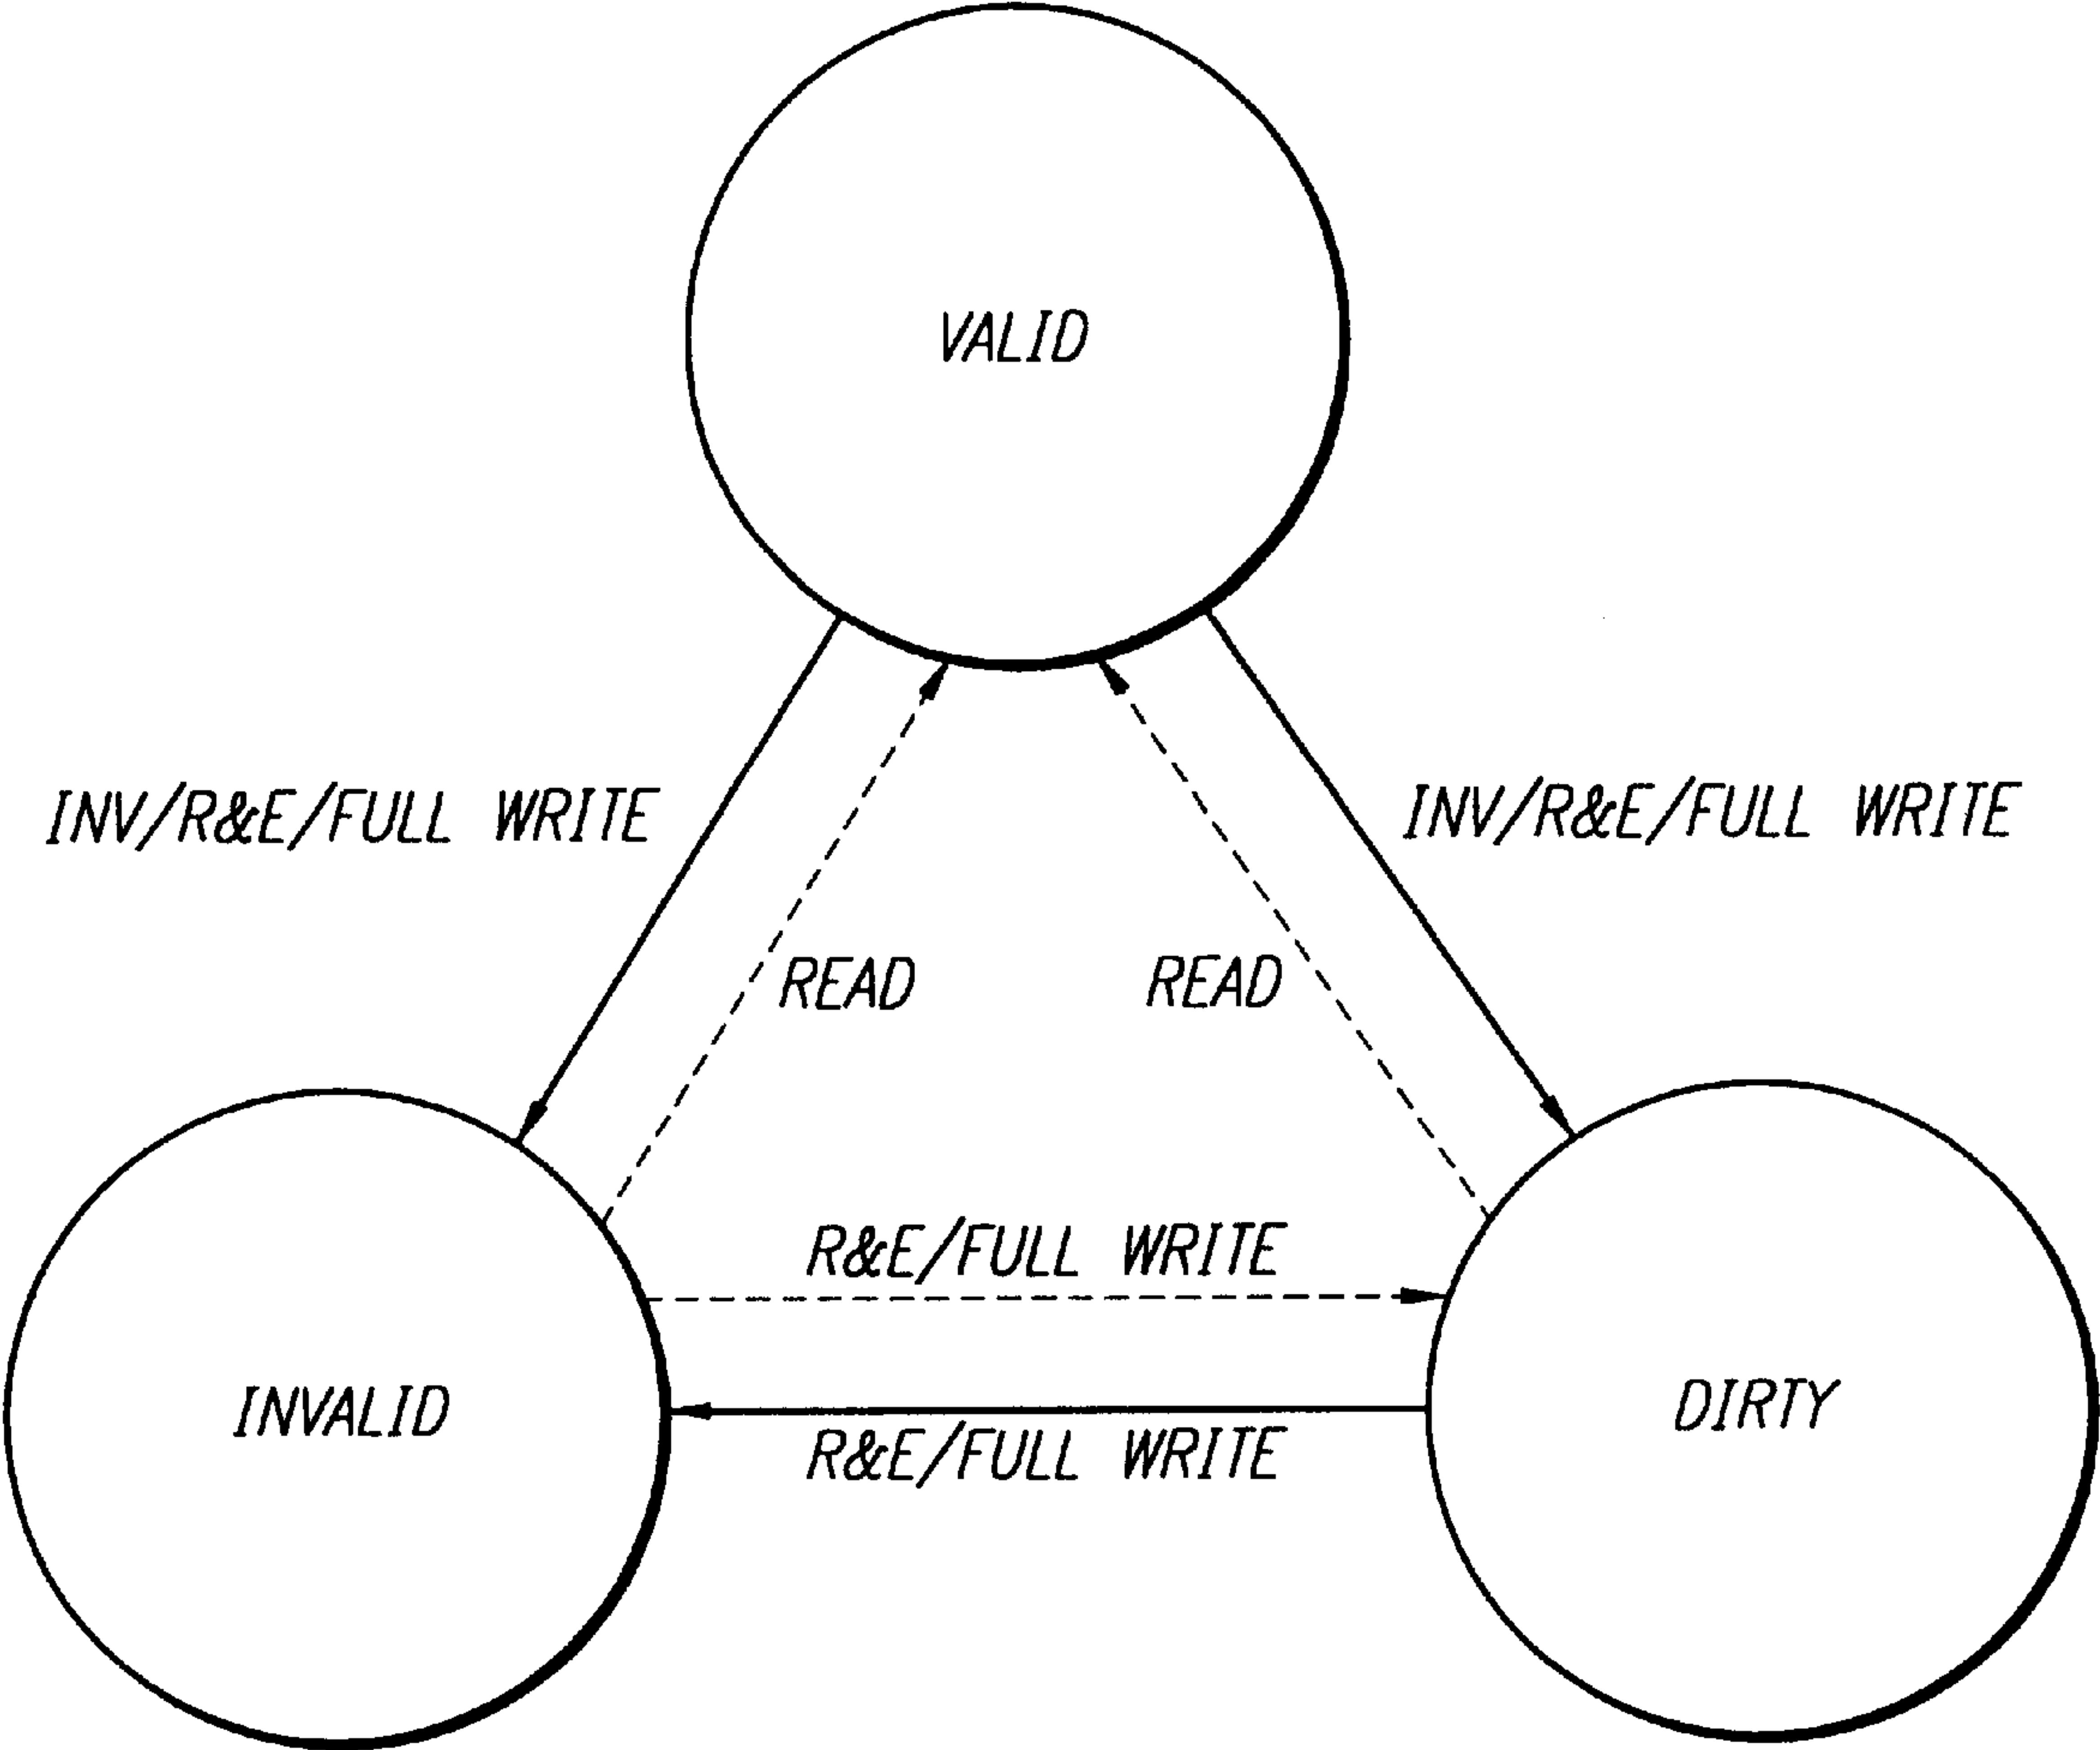 VALID
INV/R&E/FULL WRITE
INV/R&E/FULL WRITE
READ
READ
R&E/FULL WRITE
INVALID
DIRTY
R&E/FULL WRITE